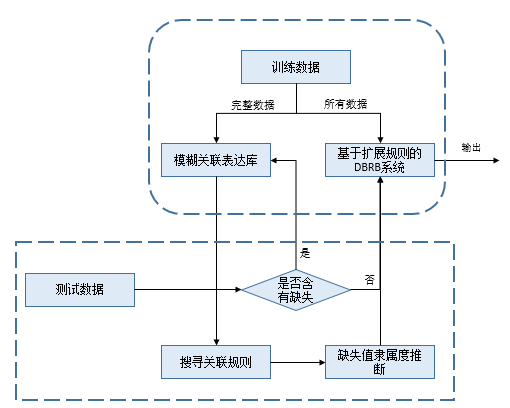 训练数据
完整数据
所有数据
模糊关联表达库
基于扩展规则的
DBRB系统
输出
是
测试数据
是否含
有缺失
否
搜寻关联规则
缺失值隶属度推
断